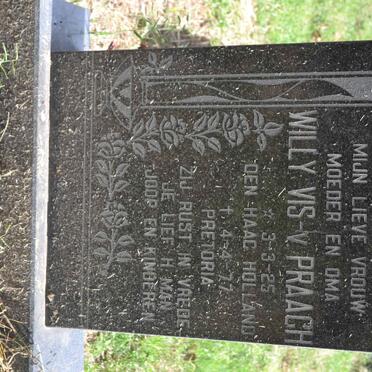 MIJN LIEVE VROUW
MOEDER EN OMA
WILLY VIS-V PRAAGH
☆ 3-3-25
DEN HAAG HOLLAND
† 4-4-77
PRETORIA
ZIJ RUST IN VREDE
JE LIEFH. MAN
JOOP EN KINDEREN